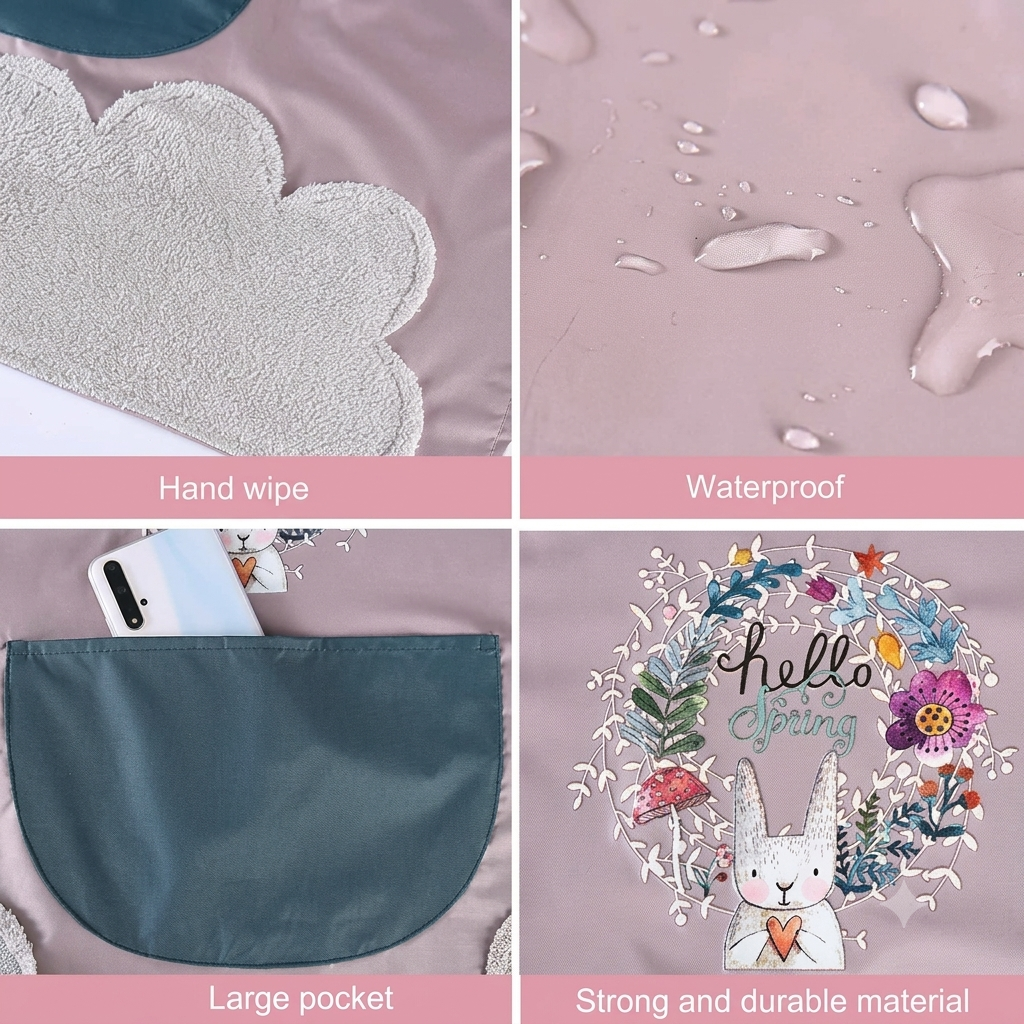 Hand wipe
Waterproof
Large pocket
hello
Spring
Strong and durable material